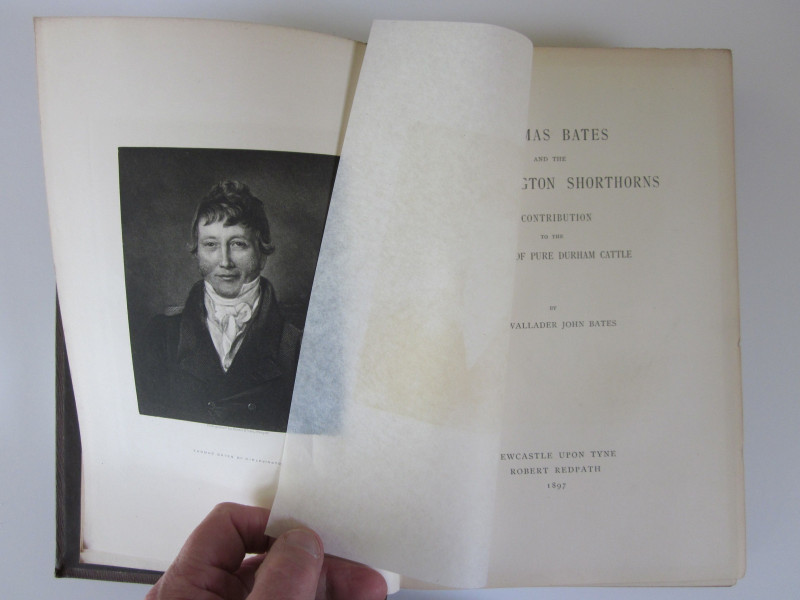 MAS BATES
AND THE
GTON SHORTHORNS
CONTRIBUTION
TO THE
OF PURE DURHAM CATTLE
BY
VALLADER JOHN BATES
EWCASTLE UPON TYNE
ROBERT REDPATH
1897